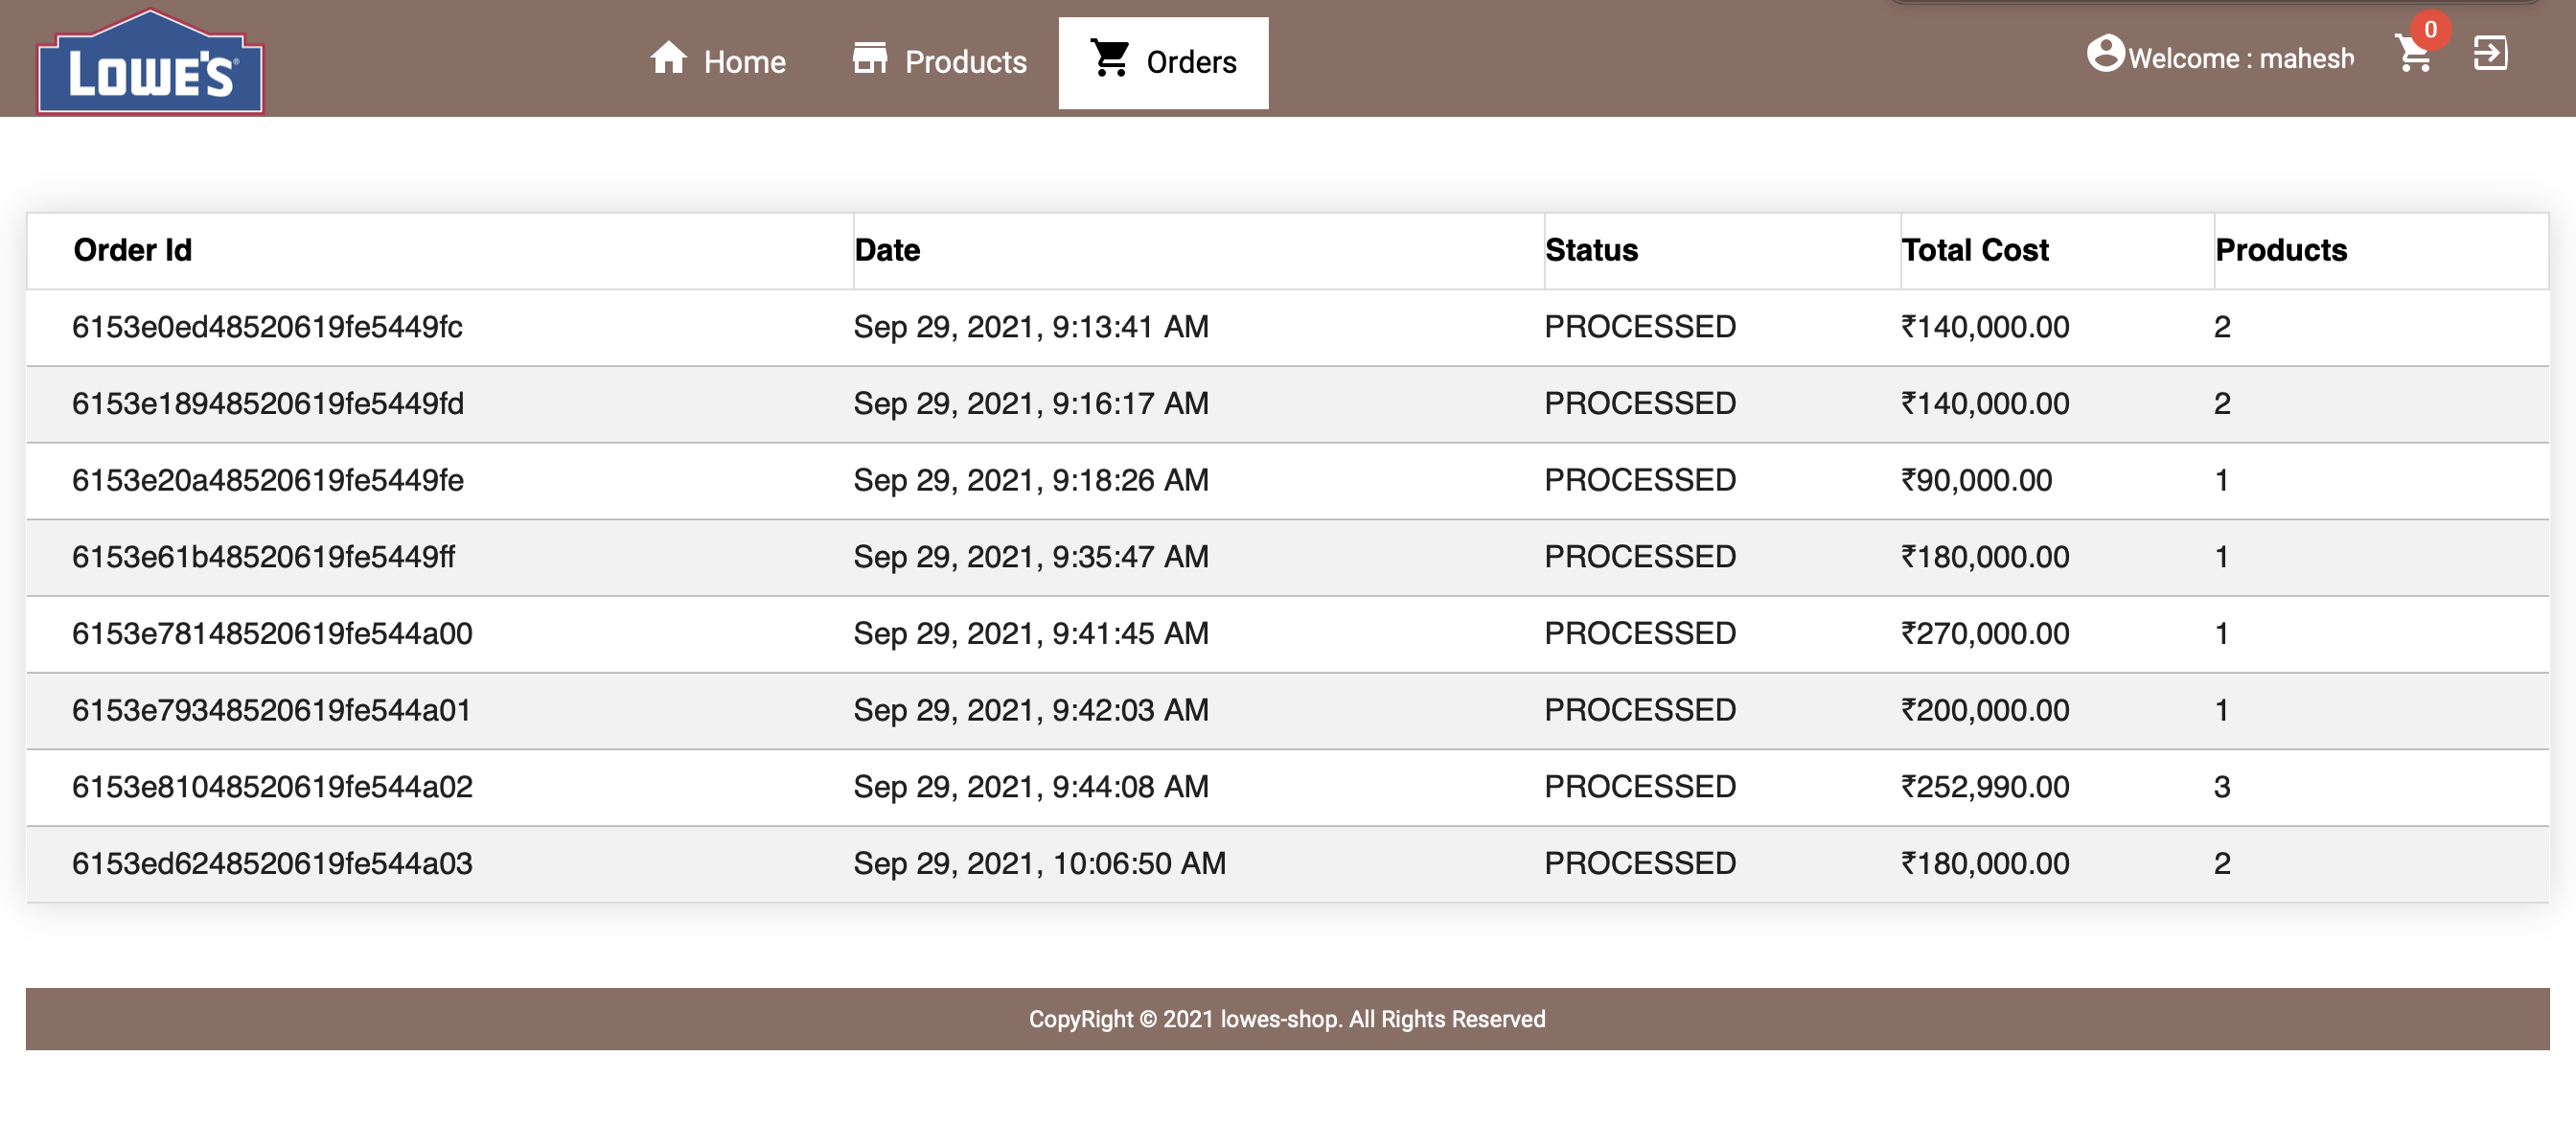 LOWE'S
Home Products Orders Welcome : mahesh 0
Order Id Date Status Total Cost Products
6153e0ed48520619fe5449fc Sep 29, 2021, 9:13:41 AM PROCESSED ₹140,000.00 2
6153e18948520619fe5449fd Sep 29, 2021, 9:16:17 AM PROCESSED ₹140,000.00 2
6153e20a48520619fe5449fe Sep 29, 2021, 9:18:26 AM PROCESSED ₹90,000.00 1
6153e61b48520619fe5449ff Sep 29, 2021, 9:35:47 AM PROCESSED ₹180,000.00 1
6153e78148520619fe544a00 Sep 29, 2021, 9:41:45 AM PROCESSED ₹270,000.00 1
6153e79348520619fe544a01 Sep 29, 2021, 9:42:03 AM PROCESSED ₹200,000.00 1
6153e81048520619fe544a02 Sep 29, 2021, 9:44:08 AM PROCESSED ₹252,990.00 3
6153ed6248520619fe544a03 Sep 29, 2021, 10:06:50 AM PROCESSED ₹180,000.00 2
CopyRight © 2021 lowes-shop. All Rights Reserved